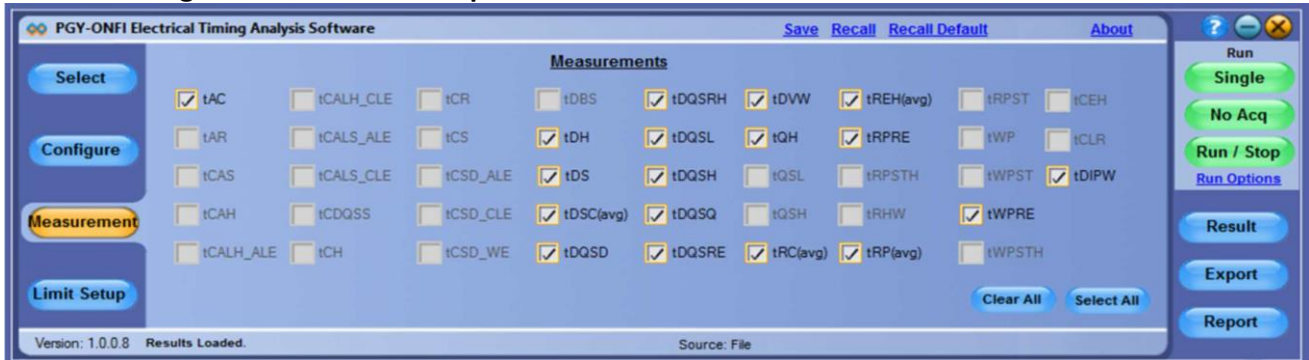 PGY-ONFI Electrical Timing Analysis Software Save Recall Recall Default About
Run
Select Measurements Single
tAC tCALH_CLE tCR tDBS tDQSRH tDVW tREH(avg) tRPST tCEH
No Acq
tAR tCALS_ALE tCS tDH tDQSL tQH tRPRE tWP tCLR
Configure Run / Stop
tCAS tCALS_CLE tCSD_ALE tDS tDQSH tQSL tRPSTH tWPST tDIPW
Run Options
Measurement tCAH tCDQSS tCSD_CLE tDSC(avg) tDQSQ tQSH tRHW tWPRE
Result
tCALH_ALE tCH tCSD_WE tDQSD tDQSRE tRC(avg) tRP(avg) tWPSTH
Export
Limit Setup Clear All Select All
Report
Version: 1.0.0.8 Results Loaded. Source: File